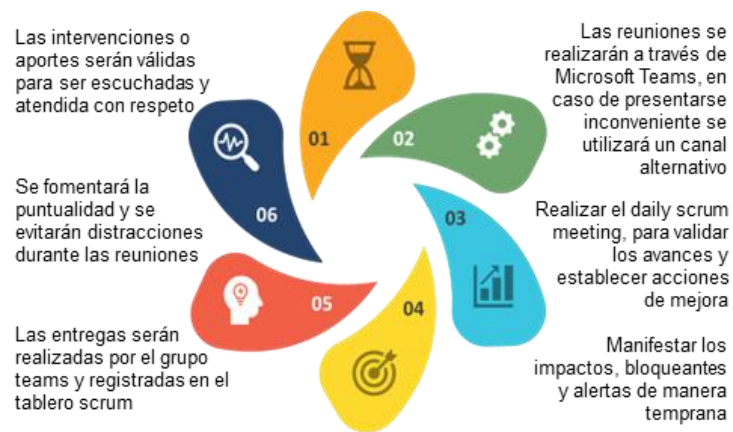 Las intervenciones o
aportes serán válidas
para ser escuchadas y
atendida con respeto
Se fomentará la
puntualidad y se
evitarán distracciones
durante las reuniones
Las entregas serán
realizadas por el grupo
teams y registradas en el
tablero scrum
01
02
03
04
05
06
Las reuniones se
realizarán a través de
Microsoft Teams, en
caso de presentarse
inconveniente se
utilizará un canal
alternativo
Realizar el daily scrum
meeting, para validar
los avances y
establecer acciones
de mejora
Manifestar los
impactos, bloqueantes
y alertas de manera
temprana